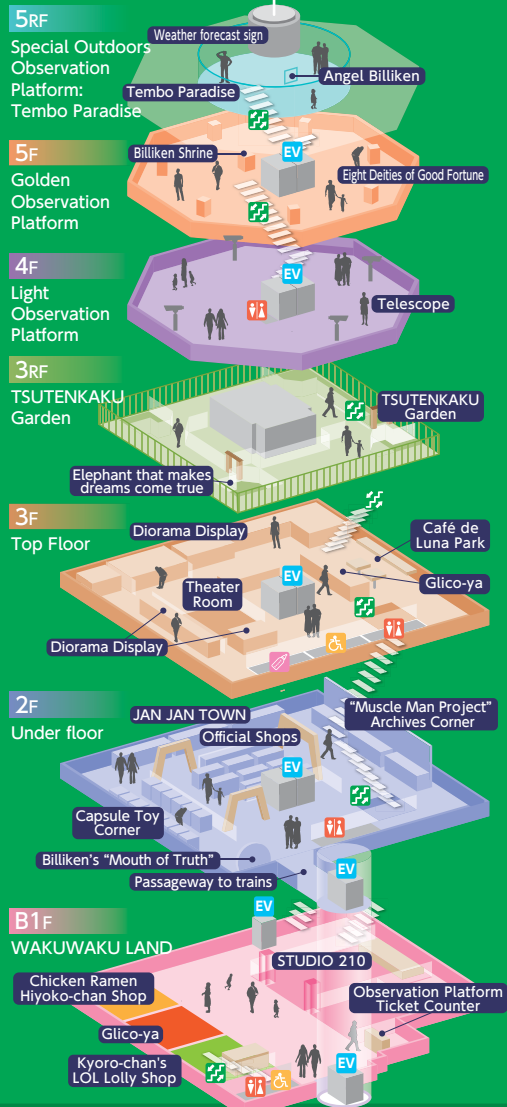 5RF
Special Outdoors
Observation
Platform:
Tembo Paradise
Weather forecast sign
Angel Billiken
Tembo Paradise
5F
Golden
Observation
Platform
Billiken Shrine
EV
Eight Deities of Good Fortune
4F
Light
Observation
Platform
EV
Telescope
3RF
TSUTENKAKU
Garden
TSUTENKAKU
Garden
Elephant that makes
dreams come true
3F
Top Floor
Diorama Display
Café de
Luna Park
EV
Theater
Room
Glico-ya
Diorama Display
2F
Under floor
JAN JAN TOWN
"Muscle Man Project"
Archives Corner
Official Shops
EV
Capsule Toy
Corner
Billiken's "Mouth of Truth"
Passageway to trains
EV
B1F
WAKUWAKU LAND
EV
STUDIO 210
Chicken Ramen
Hiyoko-chan Shop
Observation Platform
Ticket Counter
Glico-ya
Kyoro-chan's
LOL Lolly Shop
EV